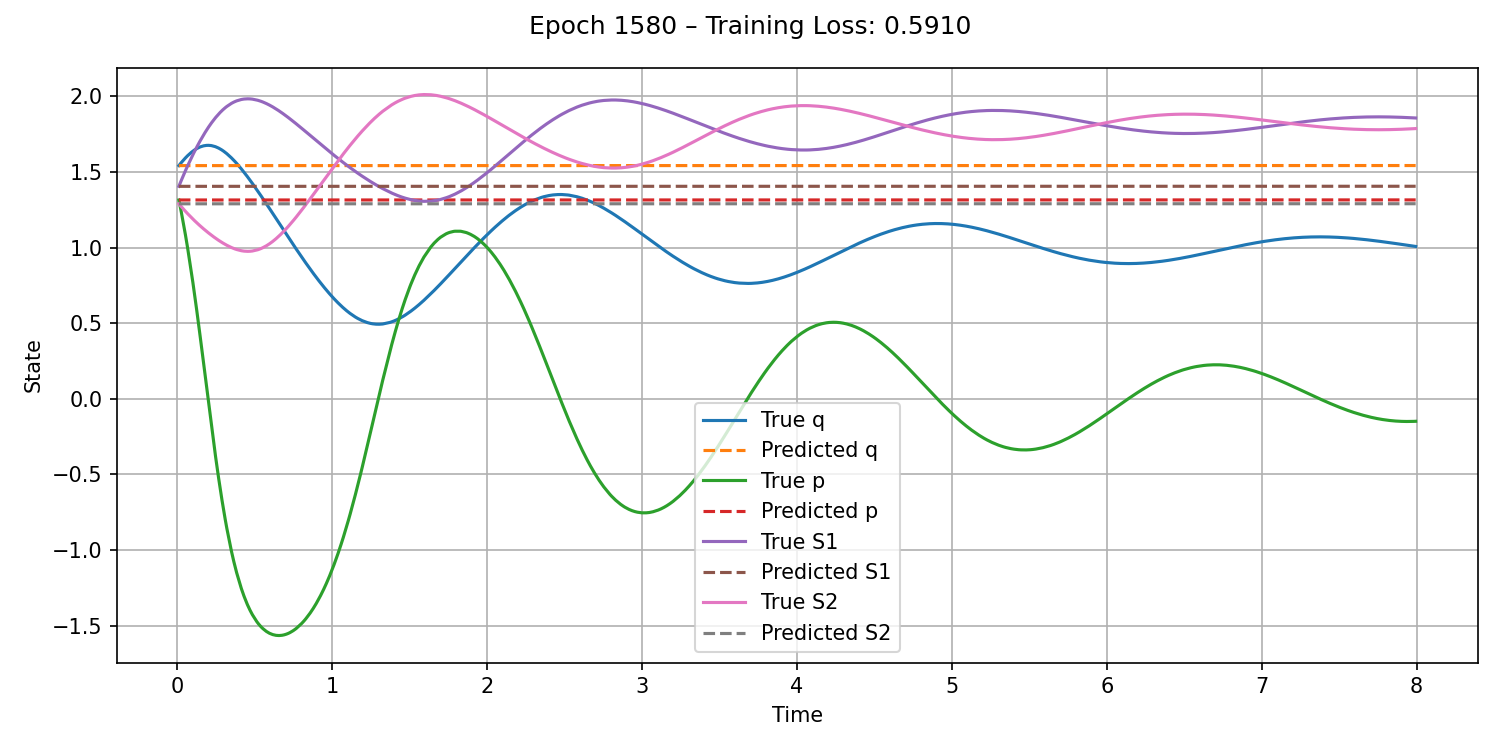 Epoch 1580 – Training Loss: 0.5910
State
2.0
1.5
1.0
0.5
0.0
−0.5
−1.0
−1.5
True q
Predicted q
True p
Predicted p
True S1
Predicted S1
True S2
Predicted S2
0 1 2 3 4 5 6 7 8
Time